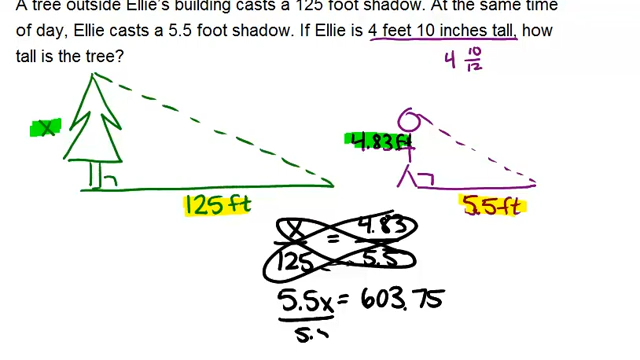 A tree outside Ellie's building casts a 125 foot shadow. At the same time
of day, Ellie casts a 5.5 foot shadow. If Ellie is 4 feet 10 inches tall, how
tall is the tree?
4 10/12
x
4.83ft
125 ft
5.5ft
x/125 = 4.83/5.5
5.5x = 603.75
5.5